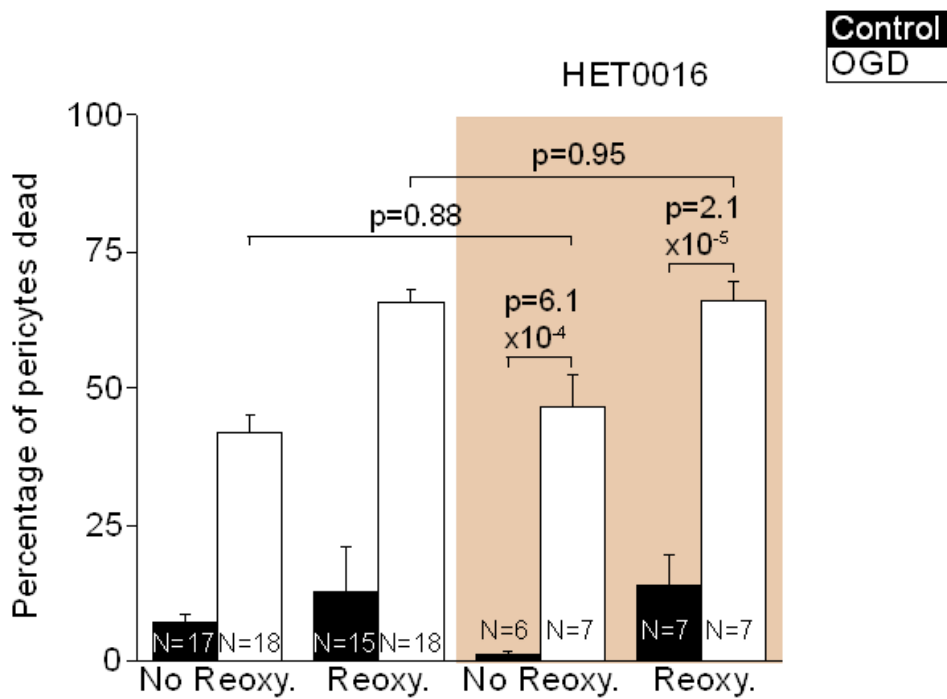 Control
OGD
HET0016
Percentage of pericytes dead
100
75
50
25
0
p=0.95
p=0.88
p=2.1
x10-5
p=6.1
x10-4
N=17
N=18
N=15
N=18
N=6
N=7
N=7
N=7
No Reoxy.
Reoxy.
No Reoxy.
Reoxy.